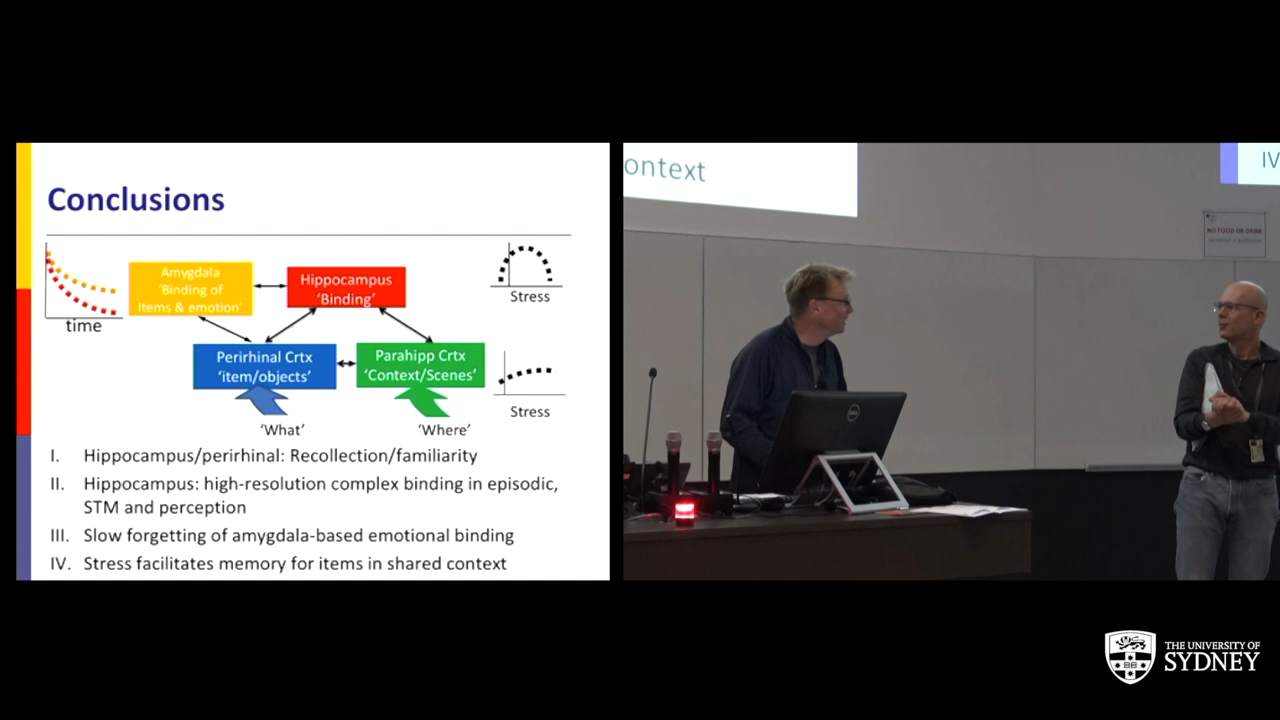 Conclusions
Amygdala
‘Binding of
Items & emotion’
Hippocampus
‘Binding’
time
Stress
Perirhinal Crtx
‘item/objects’
Parahipp Crtx
‘Context/Scenes’
Stress
‘What’
‘Where’
I. Hippocampus/perirhinal: Recollection/familiarity
II. Hippocampus: high-resolution complex binding in episodic,
STM and perception
III. Slow forgetting of amygdala-based emotional binding
IV. Stress facilitates memory for items in shared context
ontext
IV
NO FOOD OR DRINK
DELL
THE UNIVERSITY OF
SYDNEY